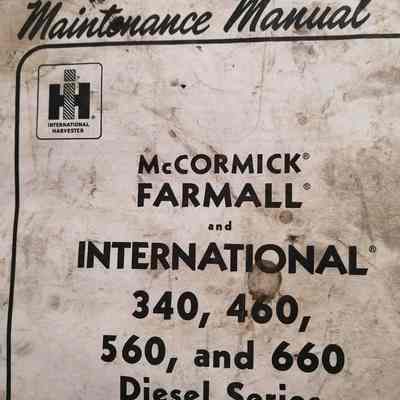 Maintenance Manual
IH
INTERNATIONAL
HARVESTER
McCORMICK®
FARMALL®
and
INTERNATIONAL®
340, 460,
560, and 660
Diesel Series